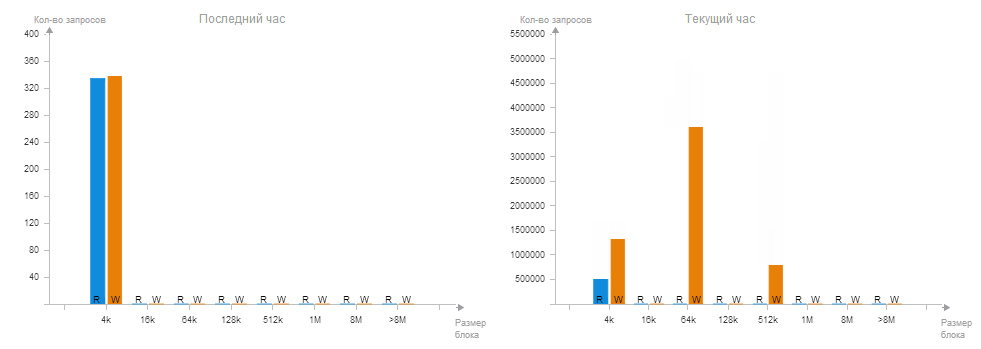 Кол-во запросов
Последний час
400
360
320
280
240
200
160
120
80
40
R W R W R W R W R W R W R W R W
4k 16k 64k 128k 512k 1M 8M >8M
Размер
блока
Кол-во запросов
Текущий час
5500000
5000000
4500000
4000000
3500000
3000000
2500000
2000000
1500000
1000000
500000
R W R W R W R W R W R W R W R W
4k 16k 64k 128k 512k 1M 8M >8M
Размер
блока